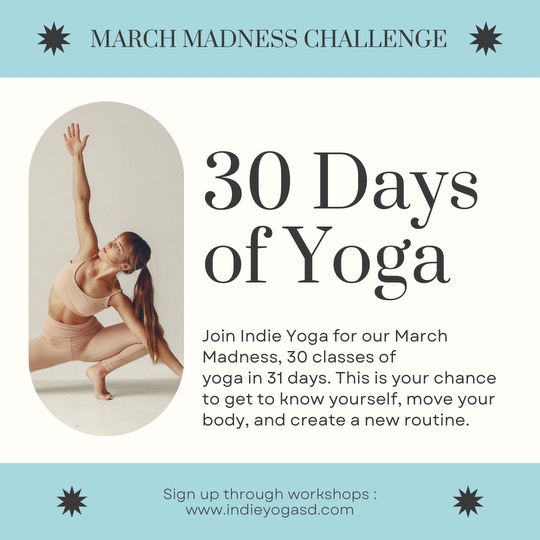 MARCH MADNESS CHALLENGE
30 Days
of Yoga
Join Indie Yoga for our March
Madness, 30 classes of
yoga in 31 days. This is your chance
to get to know yourself, move your
body, and create a new routine.
Sign up through workshops :
www.indieyogasd.com